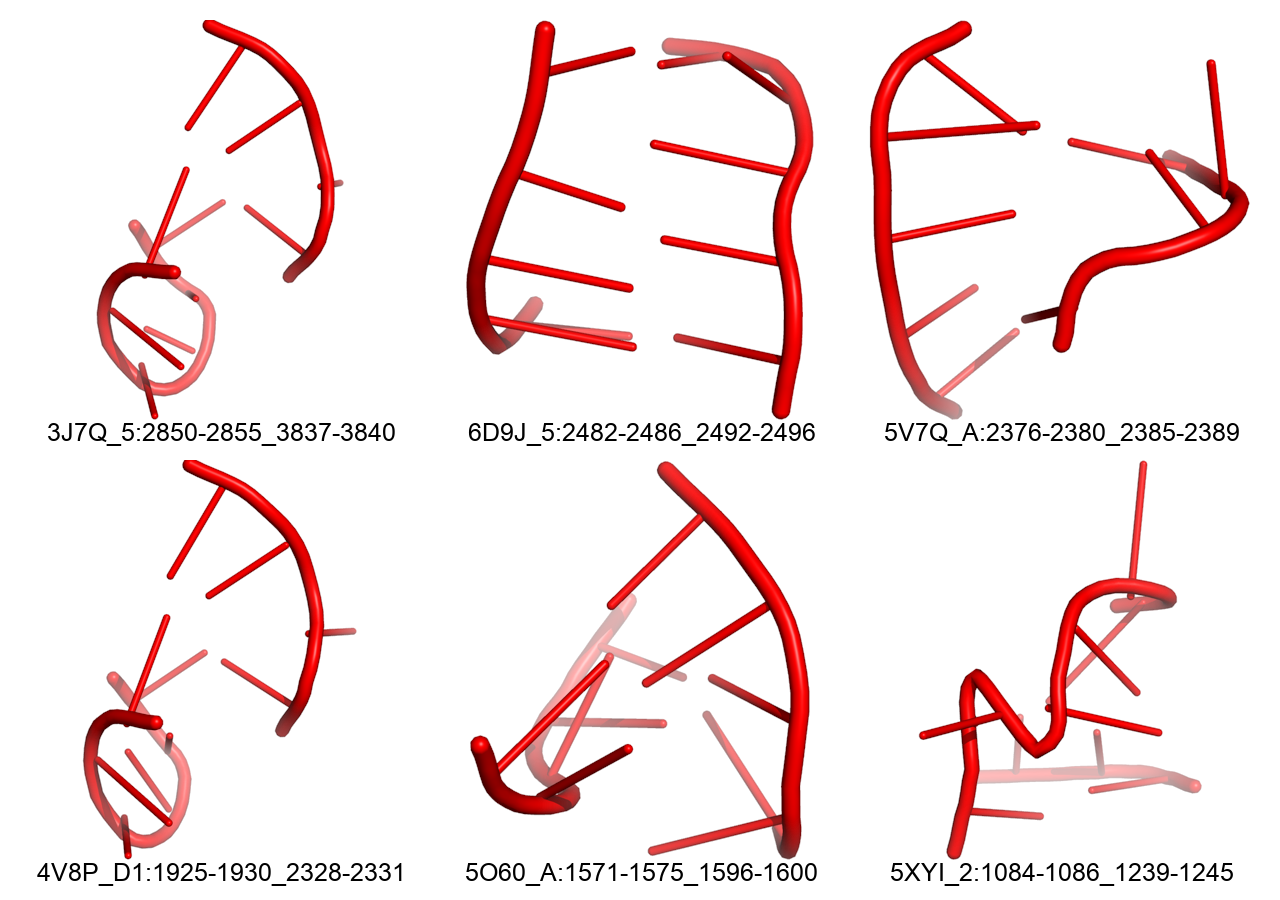 3J7Q_5:2850-2855_3837-3840
6D9J_5:2482-2486_2492-2496
5V7Q_A:2376-2380_2385-2389
4V8P_D1:1925-1930_2328-2331
5O60_A:1571-1575_1596-1600
5XYI_2:1084-1086_1239-1245